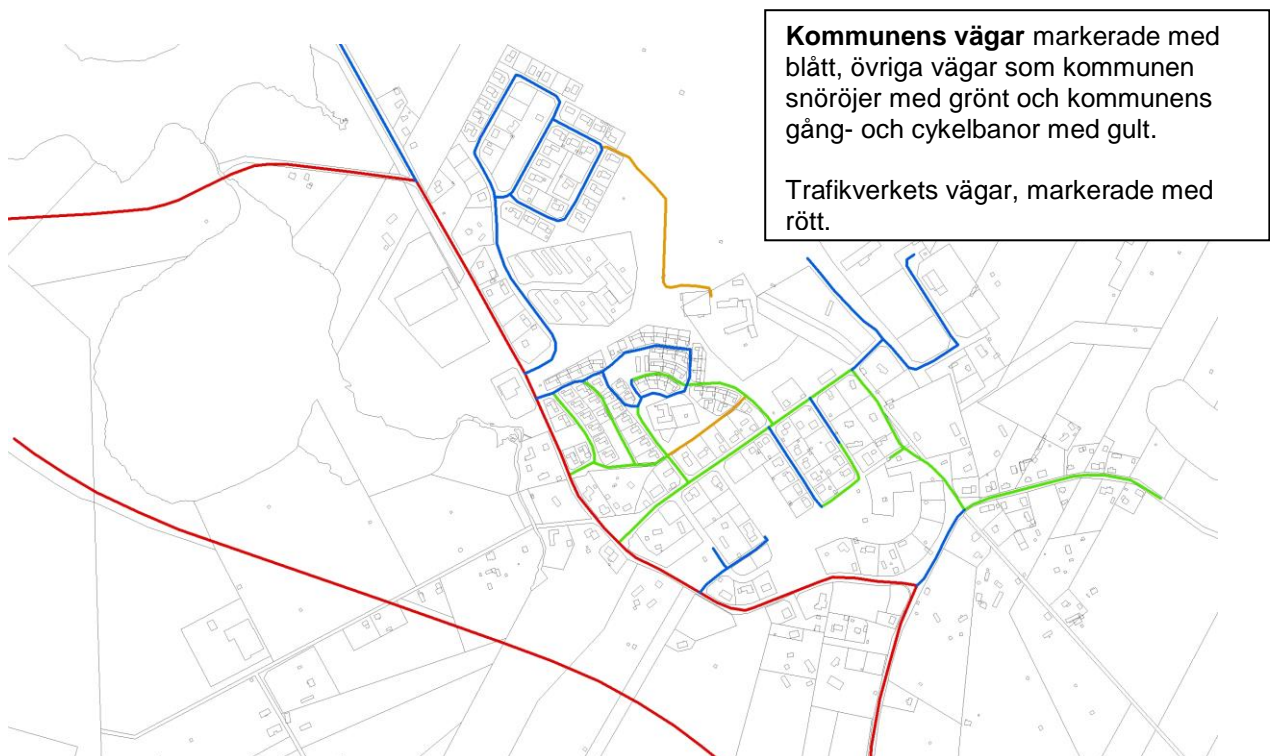 Kommunens vägar markerade med
blått, övriga vägar som kommunen
snöröjer med grönt och kommunens
gång- och cykelbanor med gult.
Trafikverkets vägar, markerade med
rött.